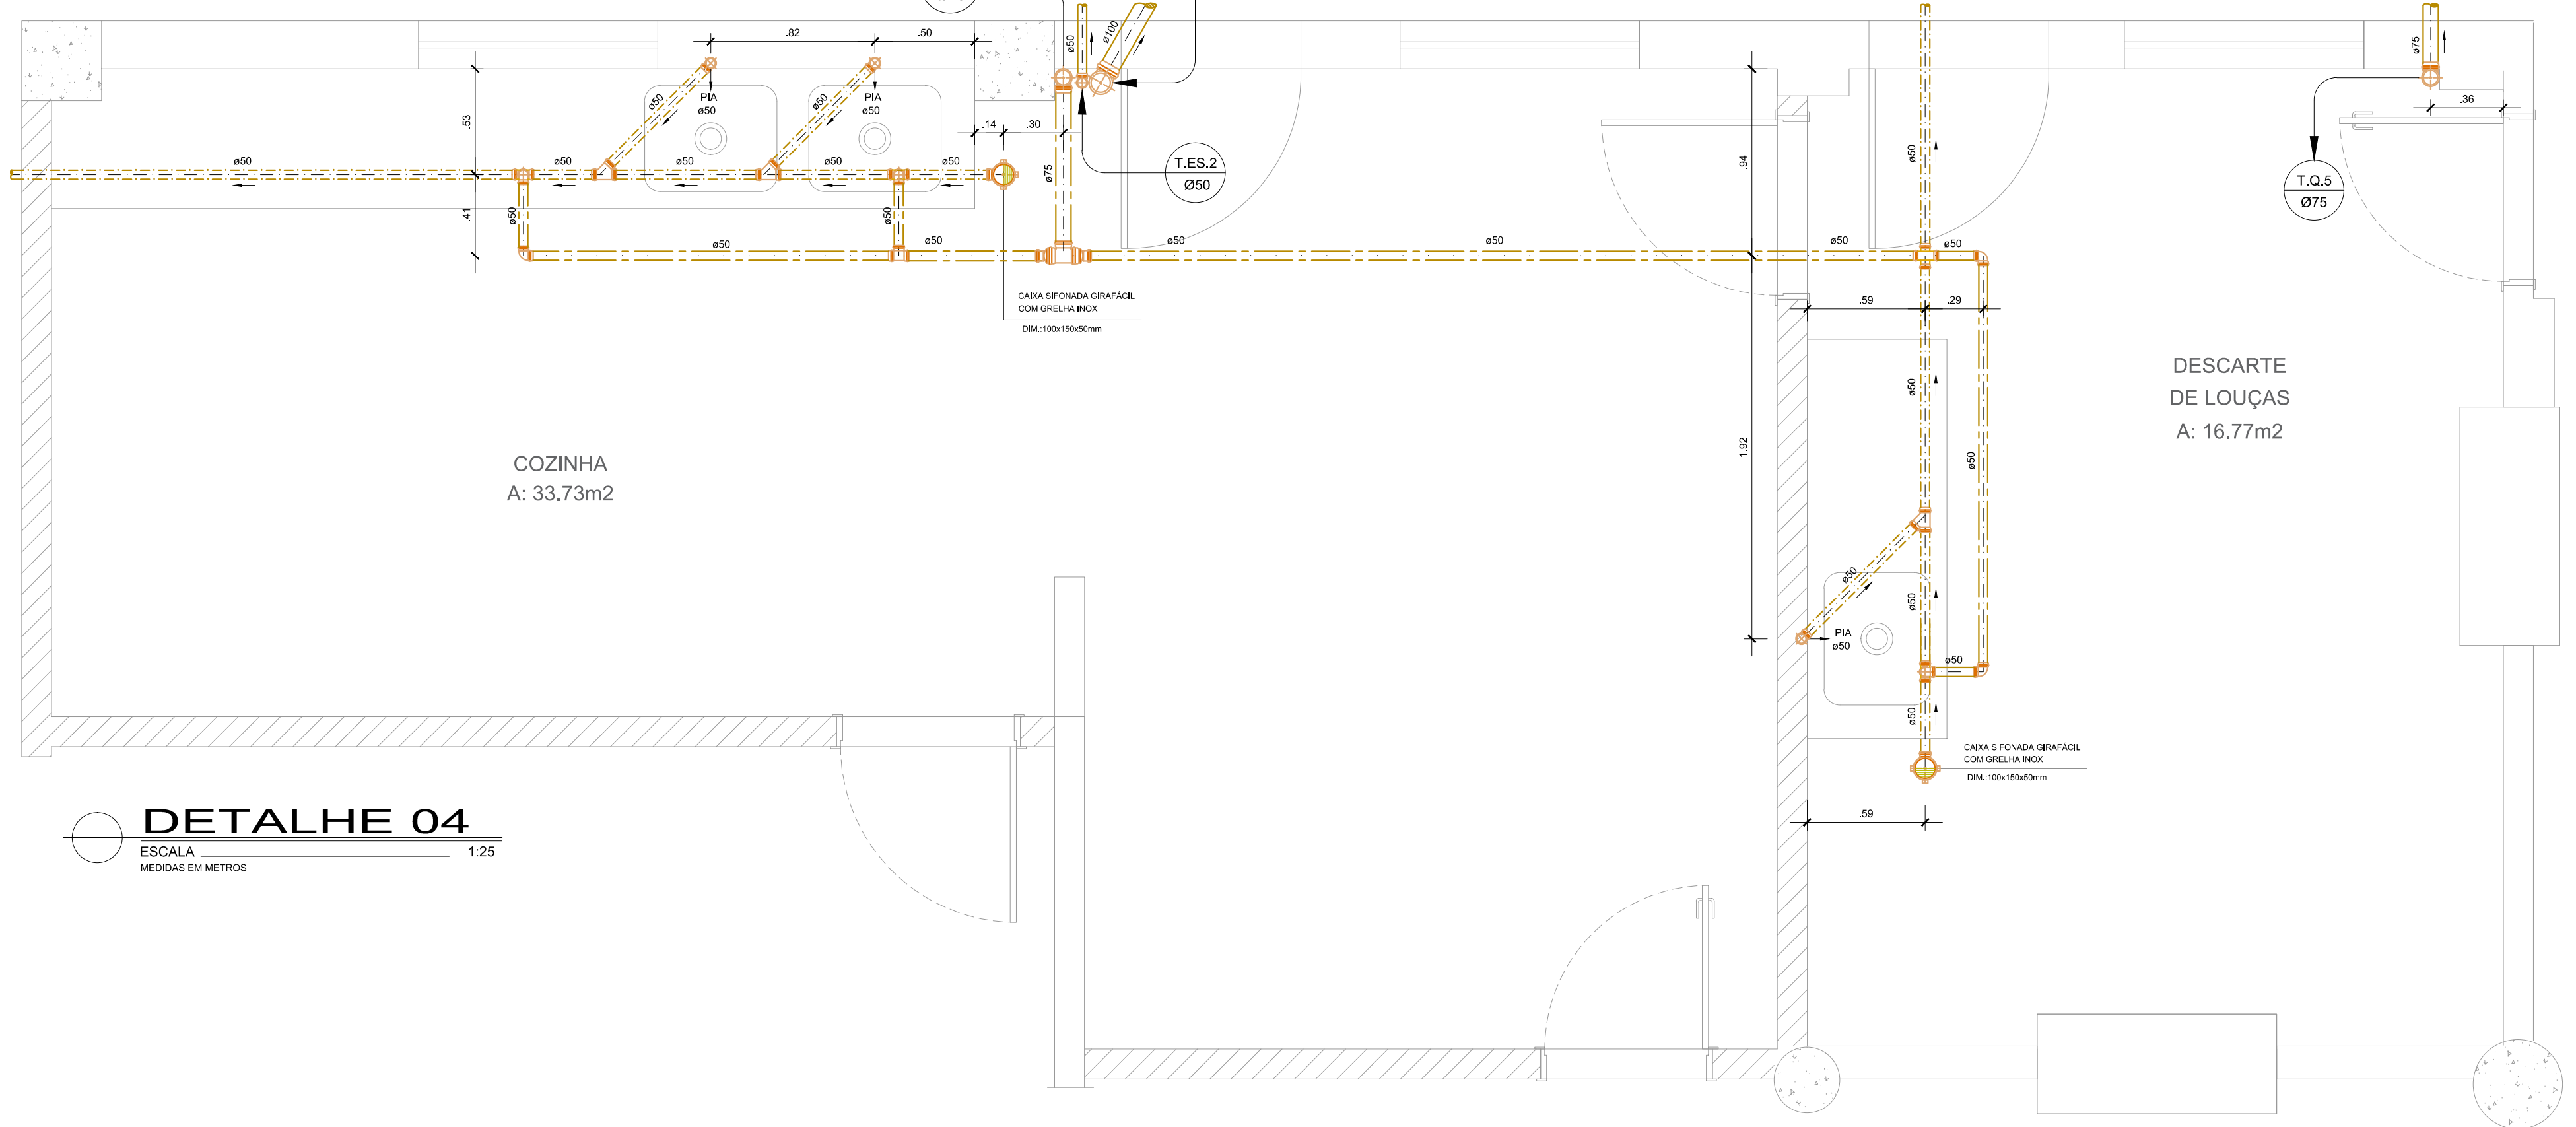 .82
.50
ø50
ø100
ø75
.36
PIA
ø50
PIA
ø50
ø50
ø50
.53
.14
.30
T.ES.2
Ø50
.94
ø50
T.Q.5
Ø75
ø50
ø50
ø50
ø50
ø50
ø75
.41
ø50
ø50
ø50
ø50
ø50
ø50
ø50
ø50
CAIXA SIFONADA GIRAFÁCIL
COM GRELHA INOX
DIM.:100x150x50mm
.59
.29
DESCARTE
DE LOUÇAS
A: 16.77m2
ø50
1.92
ø50
COZINHA
A: 33.73m2
ø50
ø50
PIA
ø50
ø50
ø50
CAIXA SIFONADA GIRAFÁCIL
COM GRELHA INOX
DIM.:100x150x50mm
.59
DETALHE 04
ESCALA
1:25
MEDIDAS EM METROS